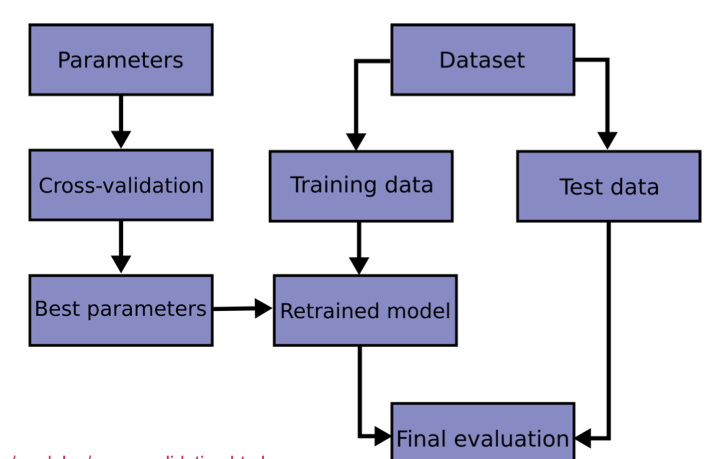 Parameters
Dataset
Cross-validation
Training data
Test data
Best parameters
Retrained model
Final evaluation